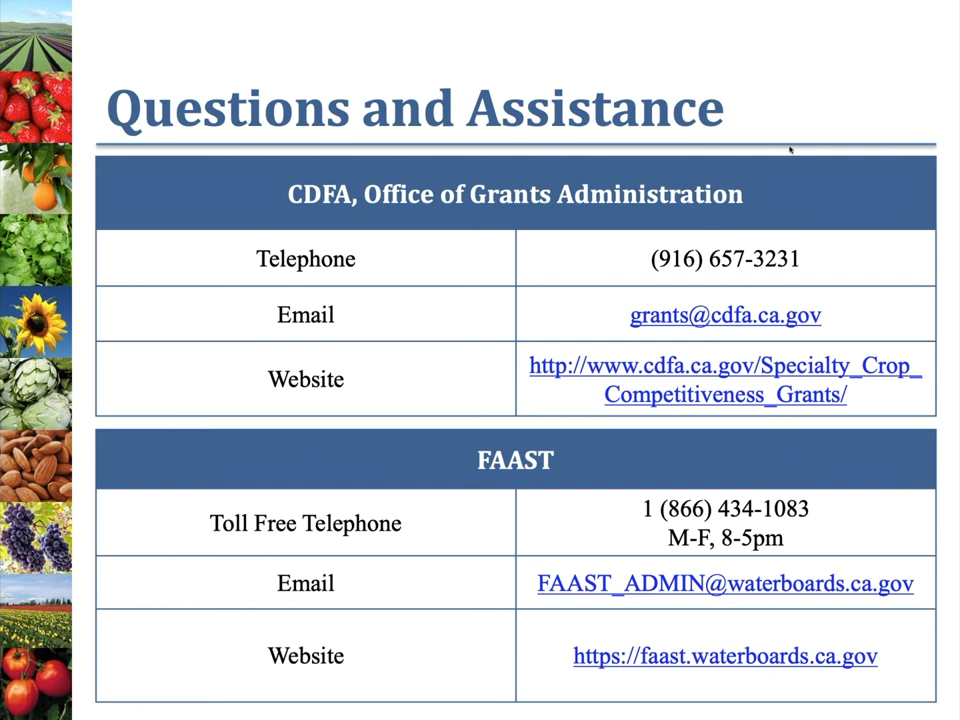 Questions and Assistance
CDFA, Office of Grants Administration
Telephone
(916) 657-3231
Email
grants@cdfa.ca.gov
Website
http://www.cdfa.ca.gov/Specialty_Crop_
Competitiveness_Grants/
FAAST
Toll Free Telephone
1 (866) 434-1083
M-F, 8-5pm
Email
FAAST_ADMIN@waterboards.ca.gov
Website
https://faast.waterboards.ca.gov